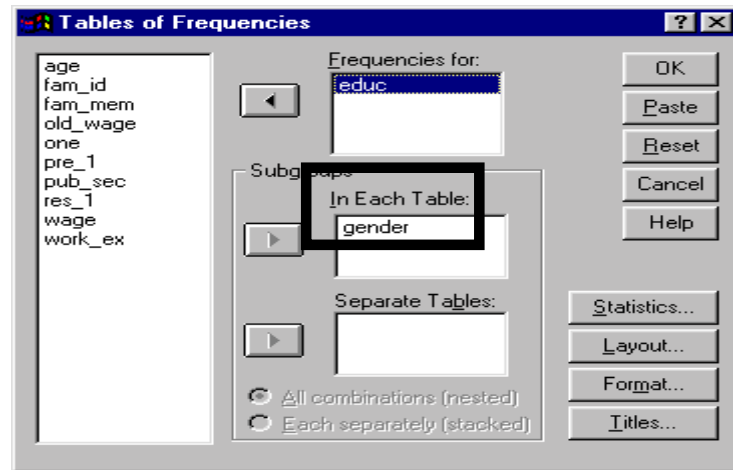 Tables of Frequencies
age
fam_id
fam_mem
old_wage
one
pre_1
pub_sec
res_1
wage
work_ex
Frequencies for:
educ
Subgroups
In Each Table:
gender
Separate Tables:
All combinations (nested)
Each separately (stacked)
OK
Paste
Reset
Cancel
Help
Statistics...
Layout...
Format...
Titles...